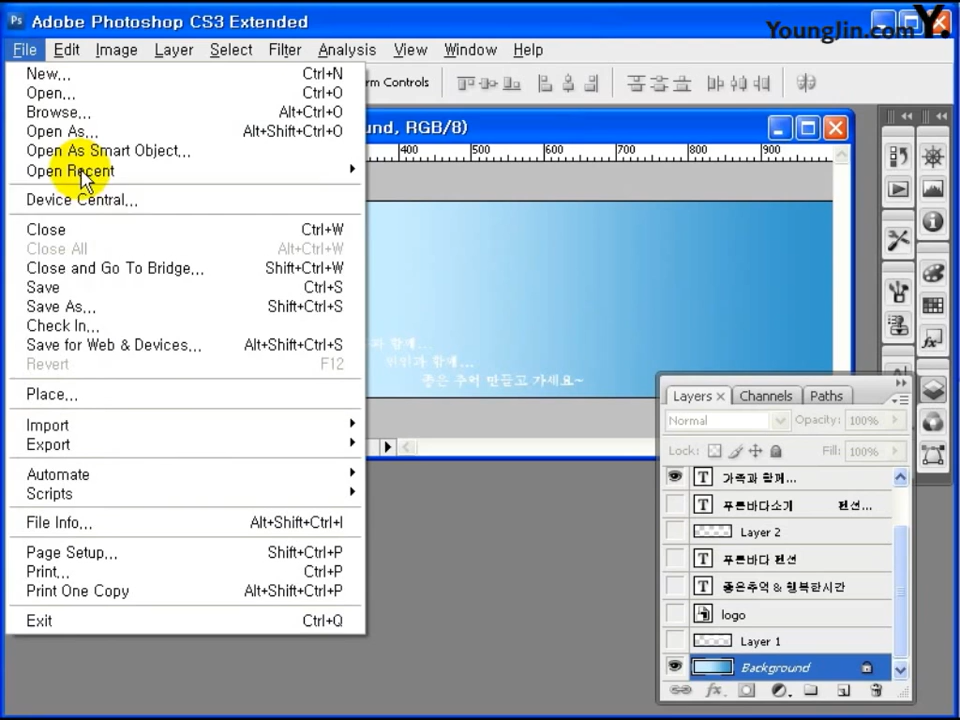 Ps Adobe Photoshop CS3 Extended
YoungJin.com Y.
File Edit Image Layer Select Filter Analysis View Window Help
New... Ctrl+N
Open... Ctrl+O
Browse... Alt+Ctrl+O
Open As... Alt+Shift+Ctrl+O
Open As Smart Object...
Open Recent
Device Central...
Close Ctrl+W
Close All Alt+Ctrl+W
Close and Go To Bridge... Shift+Ctrl+W
Save Ctrl+S
Save As... Shift+Ctrl+S
Check In...
Save for Web & Devices... Alt+Shift+Ctrl+S
Revert F12
Place...
Import
Export
Automate
Scripts
File Info... Alt+Shift+Ctrl+I
Page Setup... Shift+Ctrl+P
Print... Ctrl+P
Print One Copy Alt+Shift+Ctrl+P
Exit Ctrl+Q
rm Controls
und, RGB/8)
400 500 600 700 800 900
함께...
함께...
좋은 추억 만들고 가세요~
Layers x Channels Paths
Normal Opacity: 100%
Lock: Fill: 100%
T 가족과 함께...
T 푸른바다소개 펜션...
Layer 2
T 푸른바다 펜션
T 좋은추억 & 행복한시간
logo
Layer 1
Background
fx